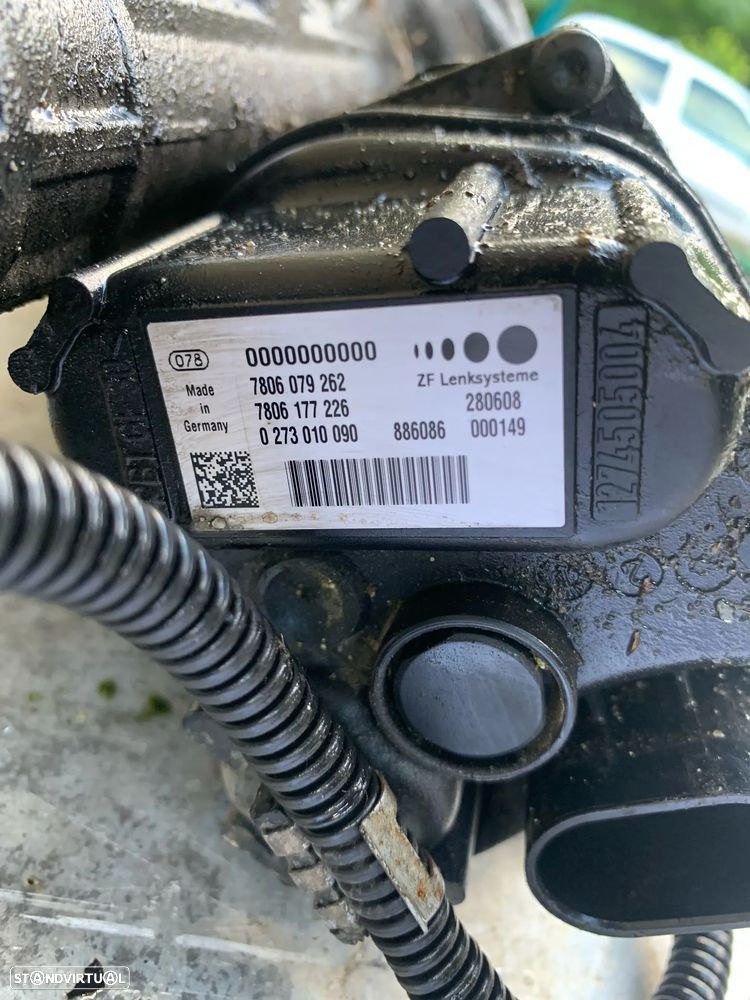 078 0000000000
ZF Lenksysteme
Made 7806 079 262
in 7806 177 226 280608
Germany 0 273 010 090 886086 000149
1274505004
STANDVIRTUAL